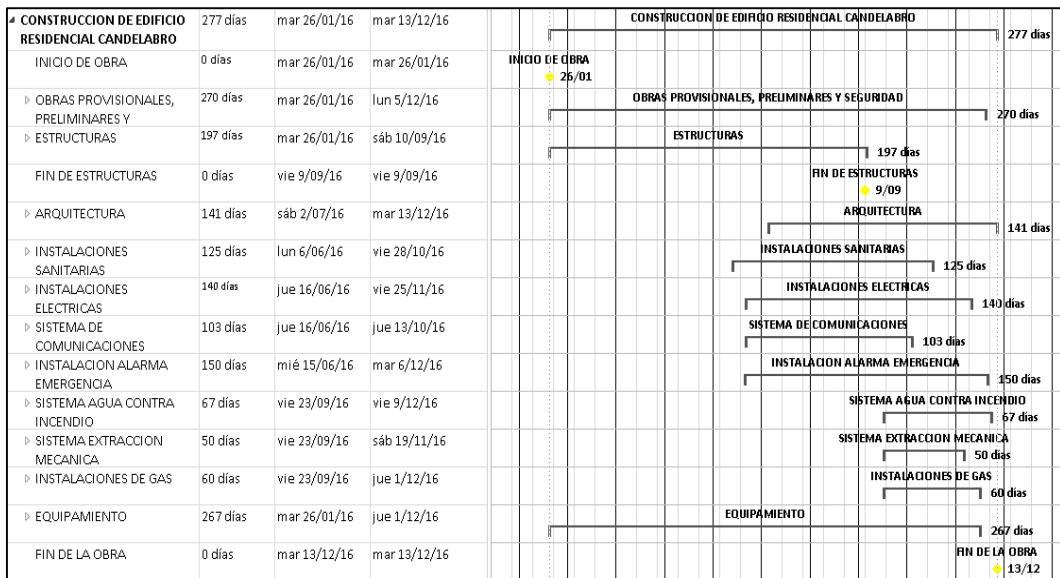 CONSTRUCCION DE EDIFICIO RESIDENCIAL CANDELABRO 277 días mar 26/01/16 mar 13/12/16 CONSTRUCCION DE EDIFICIO RESIDENCIAL CANDELABRO 277 días
INICIO DE OBRA 0 días mar 26/01/16 mar 26/01/16 INICIO DE OBRA 26/01
OBRAS PROVISIONALES, PRELIMINARES Y 270 días mar 26/01/16 lun 5/12/16 OBRAS PROVISIONALES, PRELIMINARES Y SEGURIDAD 270 días
ESTRUCTURAS 197 días mar 26/01/16 sáb 10/09/16 ESTRUCTURAS 197 días
FIN DE ESTRUCTURAS 0 días vie 9/09/16 vie 9/09/16 FIN DE ESTRUCTURAS 9/09
ARQUITECTURA 141 días sáb 2/07/16 mar 13/12/16 ARQUITECTURA 141 días
INSTALACIONES SANITARIAS 125 días lun 6/06/16 vie 28/10/16 INSTALACIONES SANITARIAS 125 días
INSTALACIONES ELECTRICAS 140 días jue 16/06/16 vie 25/11/16 INSTALACIONES ELECTRICAS 140 días
SISTEMA DE COMUNICACIONES 103 días jue 16/06/16 jue 13/10/16 SISTEMA DE COMUNICACIONES 103 días
INSTALACION ALARMA EMERGENCIA 150 días mié 15/06/16 mar 6/12/16 INSTALACION ALARMA EMERGENCIA 150 días
SISTEMA AGUA CONTRA INCENDIO 67 días vie 23/09/16 vie 9/12/16 SISTEMA AGUA CONTRA INCENDIO 67 días
SISTEMA EXTRACCION MECANICA 50 días vie 23/09/16 sáb 19/11/16 SISTEMA EXTRACCION MECANICA 50 días
INSTALACIONES DE GAS 60 días vie 23/09/16 jue 1/12/16 INSTALACIONES DE GAS 60 días
EQUIPAMIENTO 267 días mar 26/01/16 jue 1/12/16 EQUIPAMIENTO 267 días
FIN DE LA OBRA 0 días mar 13/12/16 mar 13/12/16 FIN DE LA OBRA 13/12